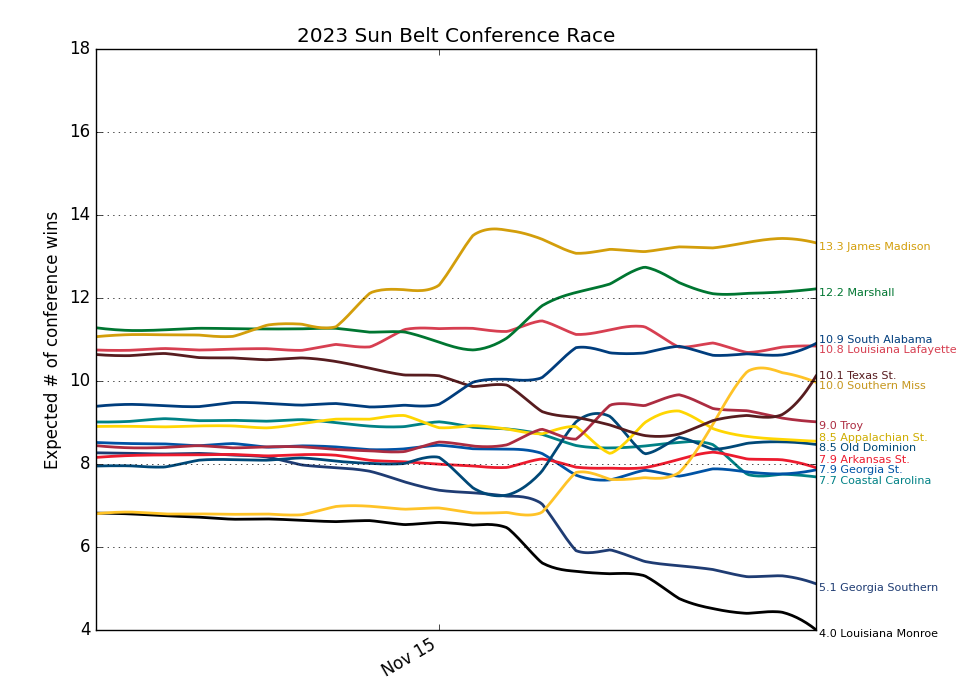 2023 Sun Belt Conference Race
Expected # of conference wins
18
16
14
12
10
8
6
4
Nov 15
13.3 James Madison
12.2 Marshall
10.9 South Alabama
10.8 Louisiana Lafayette
10.1 Texas St.
10.0 Southern Miss
9.0 Troy
8.5 Appalachian St.
8.5 Old Dominion
7.9 Arkansas St.
7.9 Georgia St.
7.7 Coastal Carolina
5.1 Georgia Southern
4.0 Louisiana Monroe